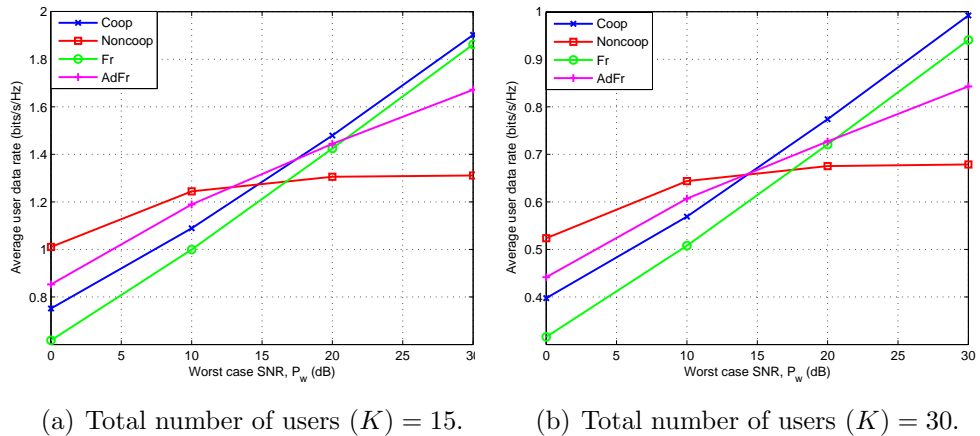 Coop
Noncoop
Fr
AdFr
Average user data rate (bits/s/Hz)
2
1.8
1.6
1.4
1.2
1
0.8
0 5 10 15 20 25 30
Worst case SNR, P_w (dB)
(a) Total number of users (K) = 15.
Coop
Noncoop
Fr
AdFr
Average user data rate (bits/s/Hz)
1
0.9
0.8
0.7
0.6
0.5
0.4
0 5 10 15 20 25 30
Worst case SNR, P_w (dB)
(b) Total number of users (K) = 30.